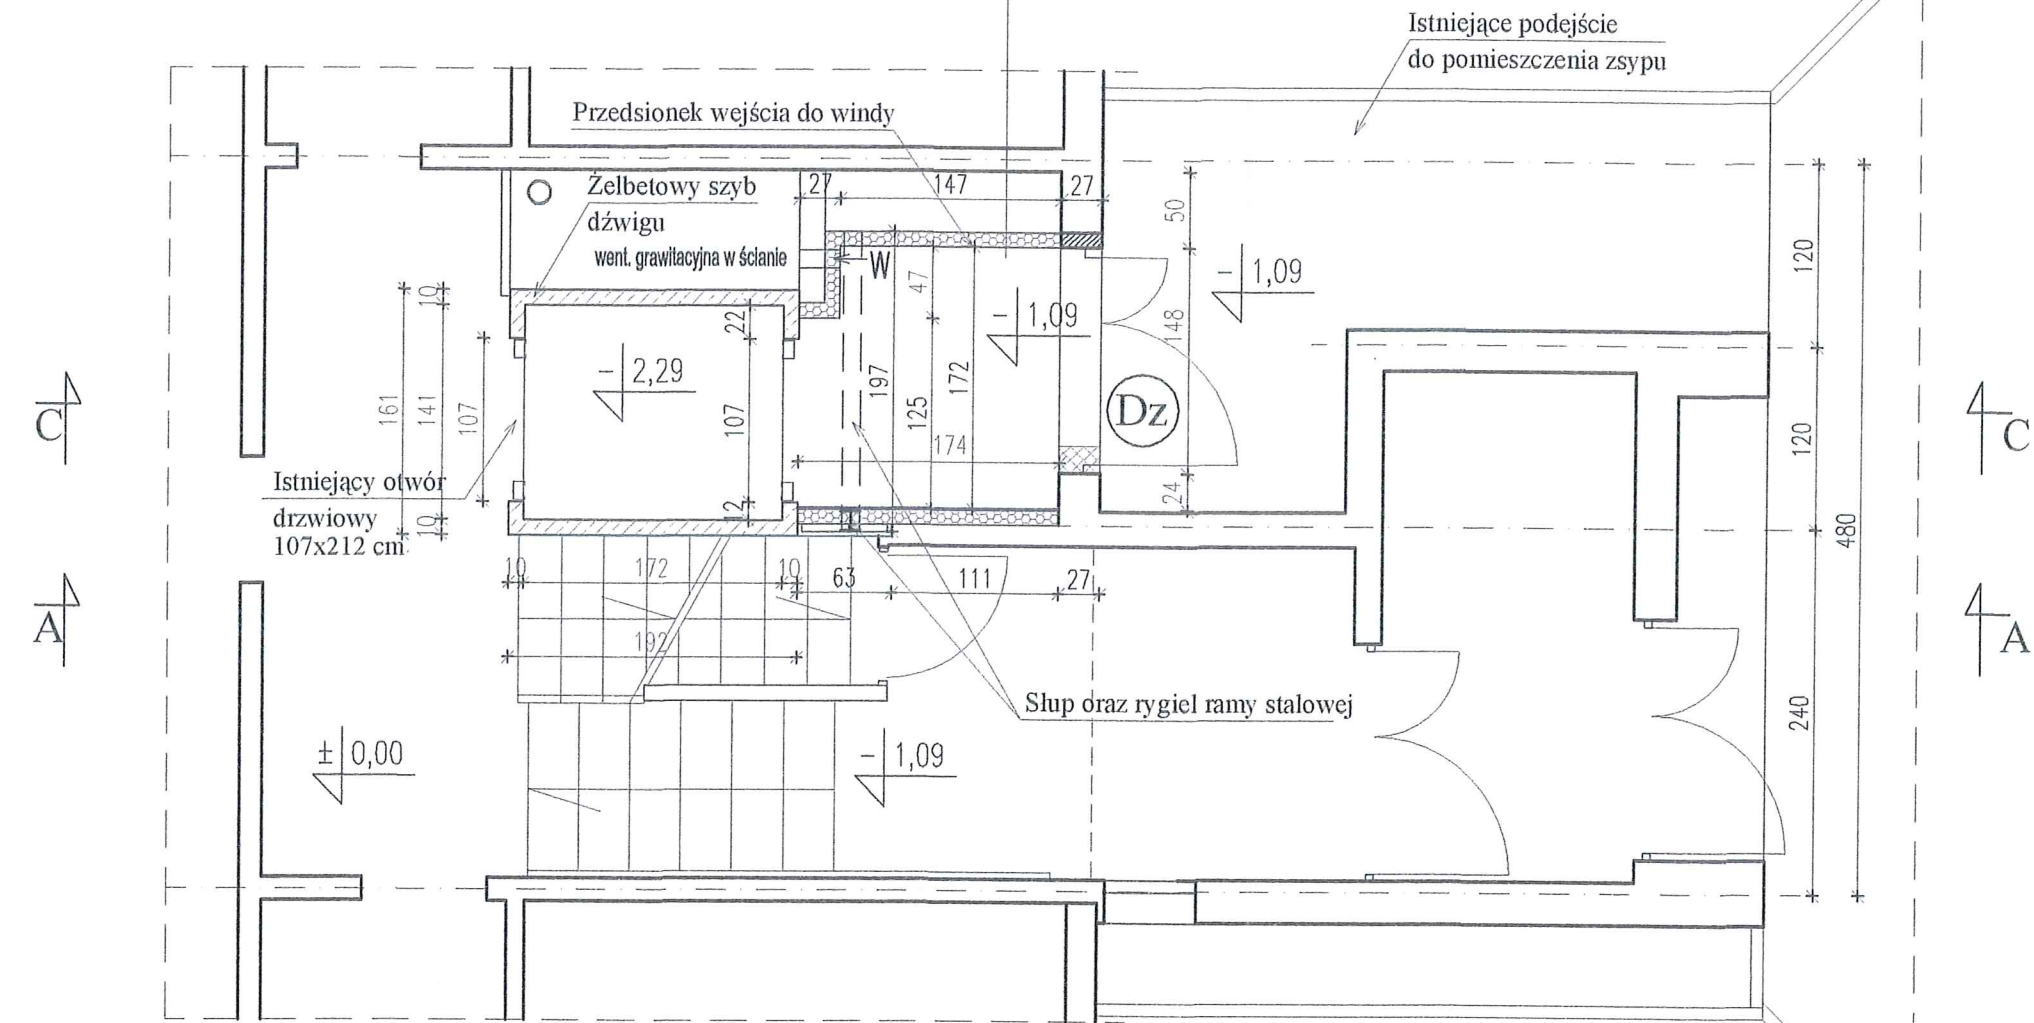 Istniejące podejście
do pomieszczenia zsypu
Przedsionek wejścia do windy
Żelbetowy szyb
dźwigu
went. grawitacyjna w ścianie
W
27
147
27
50
120
47
- 1,09
- 1,09
148
10
22
- 2,29
161
141
107
107
197
125
172
174
Dz
120
C
C
Istniejący otwór
drzwiowy
107x212 cm
10
12
24
480
10
172
10
63
111
27
192
A
A
Słup oraz rygiel ramy stalowej
240
± 0,00
- 1,09